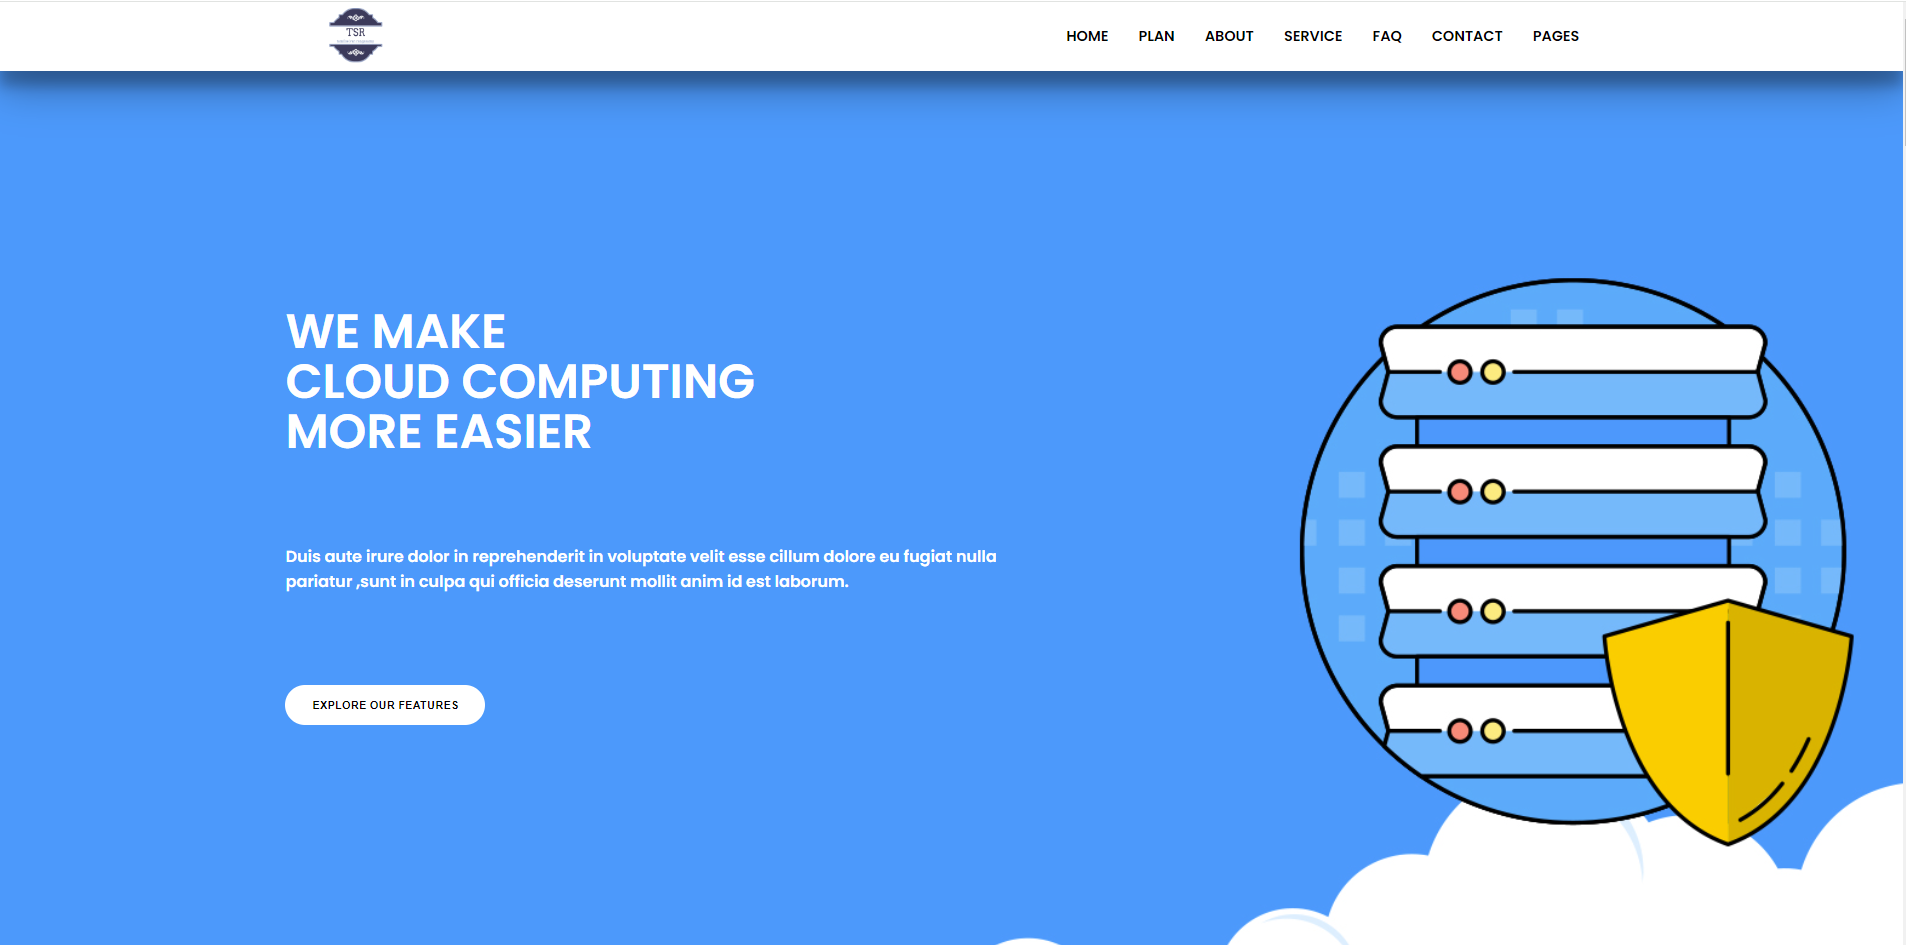 TSR
HOME PLAN ABOUT SERVICE FAQ CONTACT PAGES
WE MAKE
CLOUD COMPUTING
MORE EASIER
Duis aute irure dolor in reprehenderit in voluptate velit esse cillum dolore eu fugiat nulla
pariatur ,sunt in culpa qui officia deserunt mollit anim id est laborum.
EXPLORE OUR FEATURES